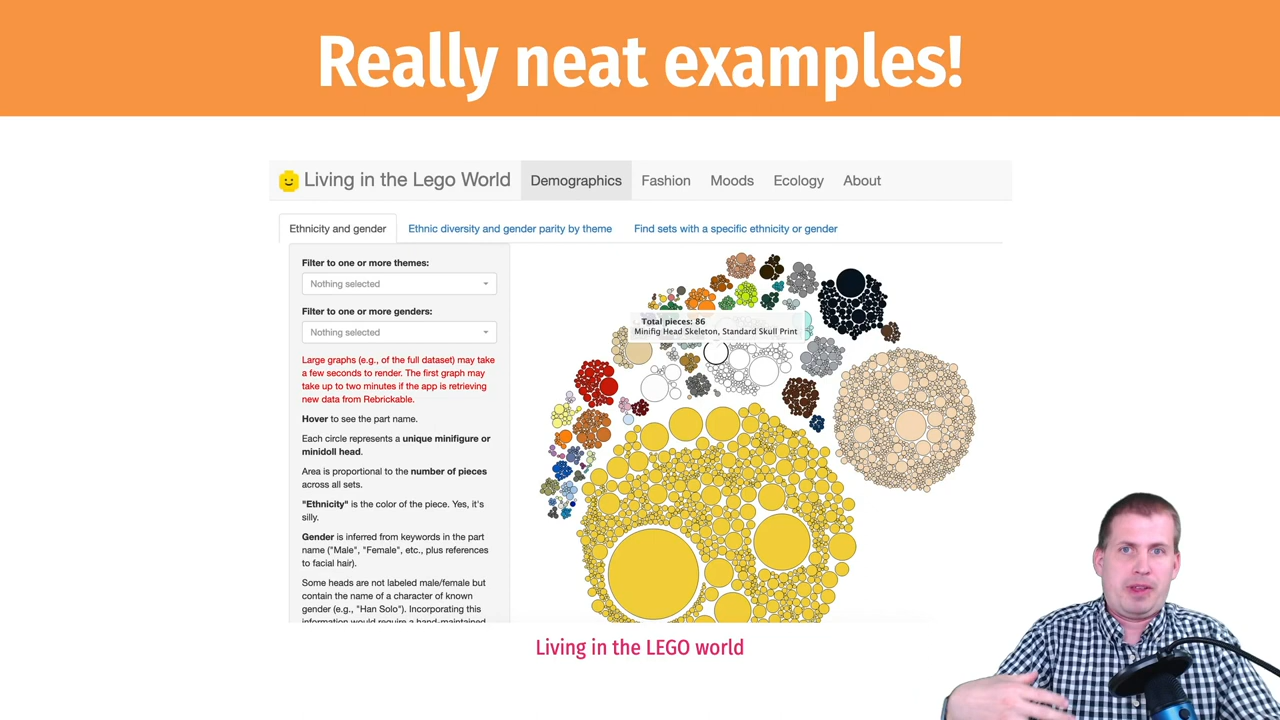 Really neat examples!
Living in the Lego World
Demographics
Fashion
Moods
Ecology
About
Ethnicity and gender
Ethnic diversity and gender parity by theme
Find sets with a specific ethnicity or gender
Filter to one or more themes:
Nothing selected
Filter to one or more genders:
Nothing selected
Large graphs (e.g., of the full dataset) may take
a few seconds to render. The first graph may
take up to two minutes if the app is retrieving
new data from Rebrickable.
Hover to see the part name.
Each circle represents a unique minifigure or
minidoll head.
Area is proportional to the number of pieces
across all sets.
"Ethnicity" is the color of the piece. Yes, it's
silly.
Gender is inferred from keywords in the part
name ("Male", "Female", etc., plus references
to facial hair).
Some heads are not labeled male/female but
contain the name of a character of known
gender (e.g., "Han Solo"). Incorporating this
information would require a hand-maintained
Total pieces: 86
Minifig Head Skeleton, Standard Skull Print
Living in the LEGO world